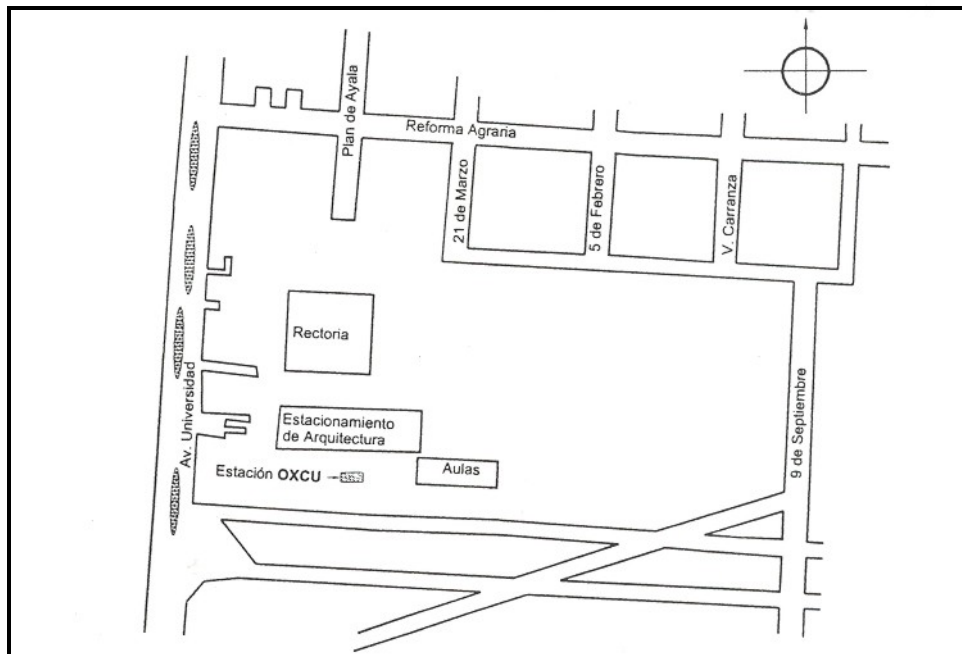 Plan de Ayala
Reforma Agraria
21 de Marzo
5 de Febrero
V. Carranza
Rectoria
Av. Universidad
Estacionamiento
de Arquitectura
Aulas
Estación OXCU
9 de Septiembre